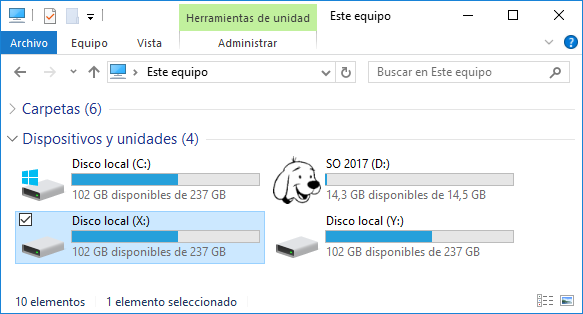 Herramientas de unidad
Este equipo
Archivo
Equipo
Vista
Administrar
Este equipo
Buscar en Este equipo
Carpetas (6)
Dispositivos y unidades (4)
Disco local (C:)
102 GB disponibles de 237 GB
SO 2017 (D:)
14,3 GB disponibles de 14,5 GB
Disco local (X:)
102 GB disponibles de 237 GB
Disco local (Y:)
102 GB disponibles de 237 GB
10 elementos
1 elemento seleccionado